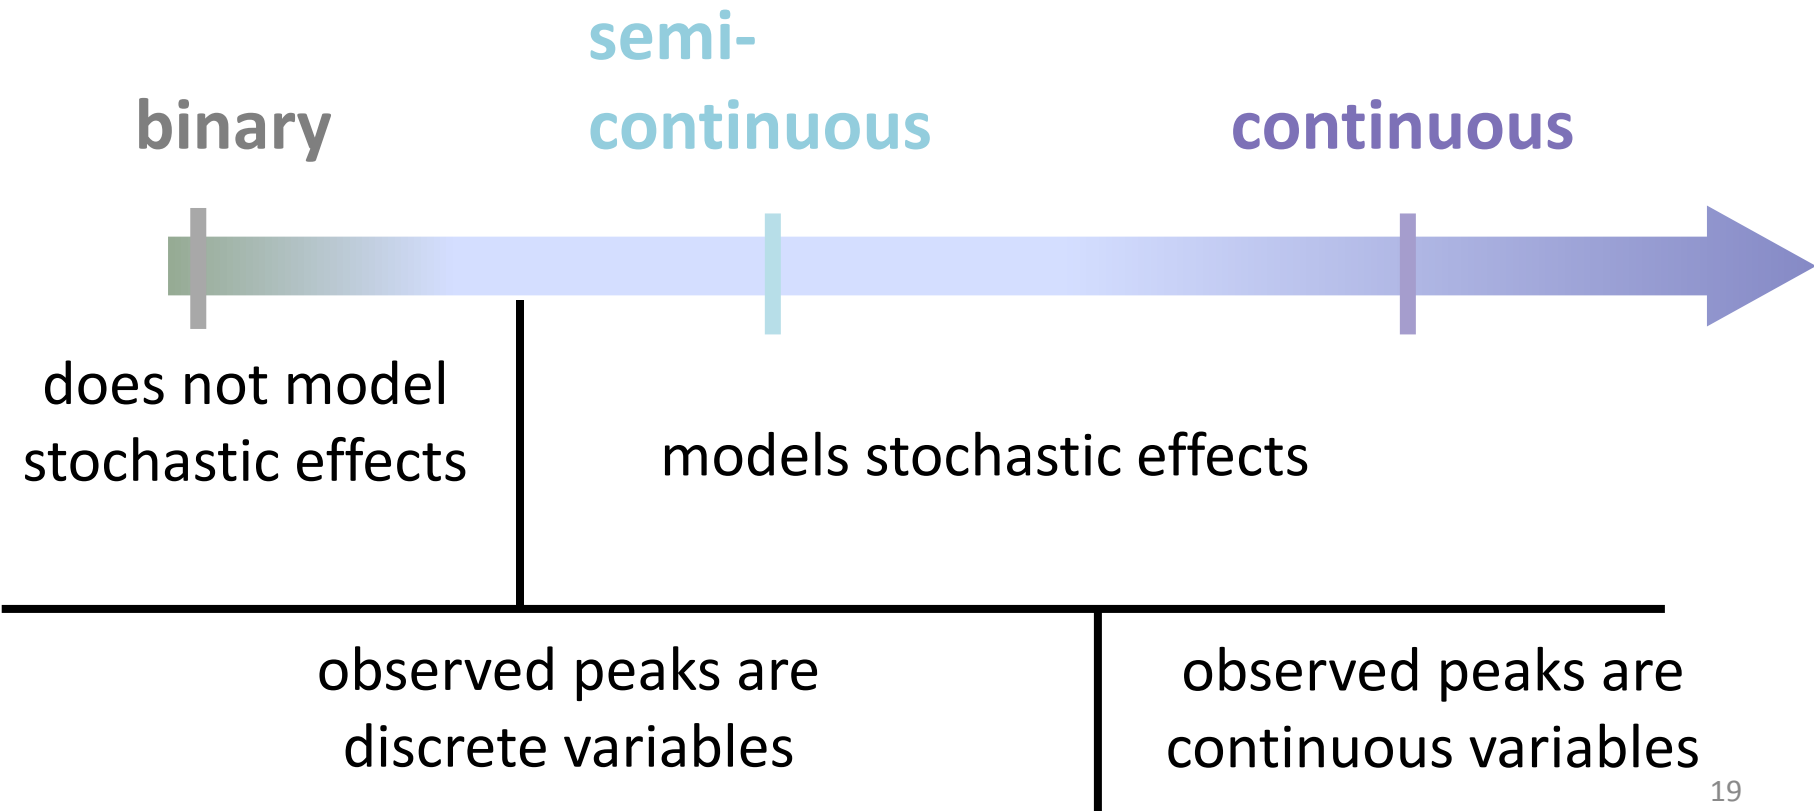 semi-
binary
continuous
continuous
does not model
stochastic effects
models stochastic effects
observed peaks are
discrete variables
observed peaks are
continuous variables
19